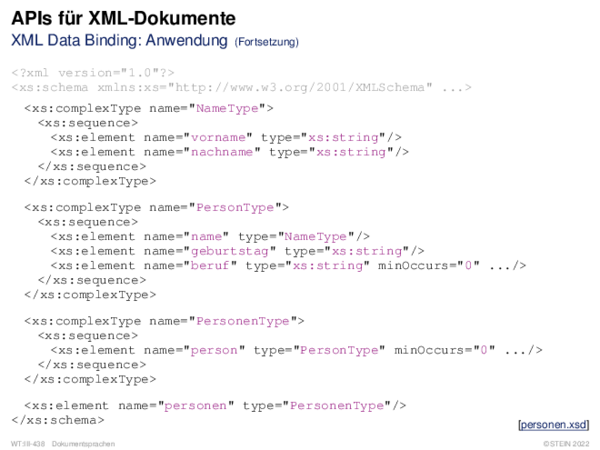 APIs für XML-Dokumente
XML Data Binding: Anwendung (Fortsetzung)
<?xml version="1.0"?>
<xs:schema xmlns:xs="http://www.w3.org/2001/XMLSchema" ...>
<xs:complexType name="NameType">
<xs:sequence>
<xs:element name="vorname" type="xs:string"/>
<xs:element name="nachname" type="xs:string"/>
</xs:sequence>
</xs:complexType>
<xs:complexType name="PersonType">
<xs:sequence>
<xs:element name="name" type="NameType"/>
<xs:element name="geburtstag" type="xs:string"/>
<xs:element name="beruf" type="xs:string" minOccurs="0" .../>
</xs:sequence>
</xs:complexType>
<xs:complexType name="PersonenType">
<xs:sequence>
<xs:element name="person" type="PersonType" minOccurs="0" .../>
</xs:sequence>
</xs:complexType>
<xs:element name="personen" type="PersonenType"/>
</xs:schema>
[personen.xsd]
WT:III-438 Dokumentsprachen
©STEIN 2022